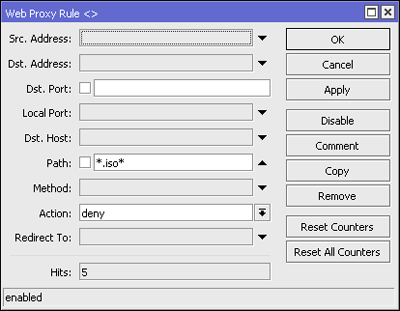 Web Proxy Rule <>
Src. Address:
OK
Dst. Address:
Cancel
Dst. Port:
Apply
Local Port:
Disable
Dst. Host:
Comment
Path: *.iso*
Copy
Method:
Remove
Action: deny
Reset Counters
Redirect To:
Reset All Counters
Hits: 5
enabled